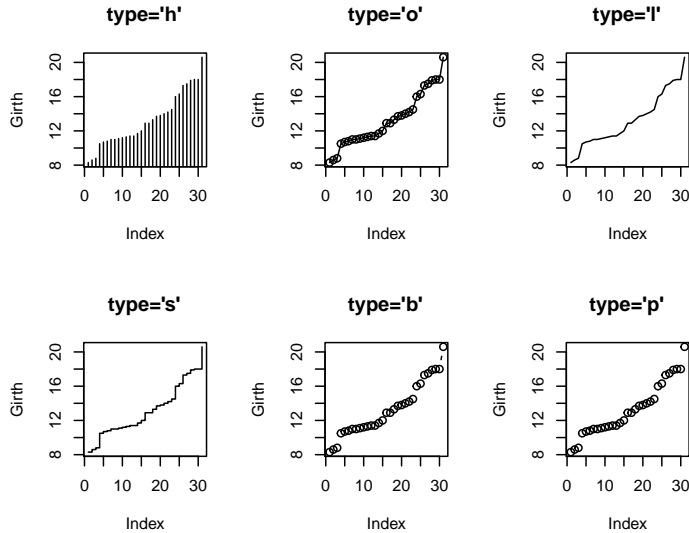 type='h'
Girth
8 12 16 20
0 10 20 30
Index
type='o'
Girth
8 12 16 20
0 10 20 30
Index
type='l'
Girth
8 12 16 20
0 10 20 30
Index
type='s'
Girth
8 12 16 20
0 10 20 30
Index
type='b'
Girth
8 12 16 20
0 10 20 30
Index
type='p'
Girth
8 12 16 20
0 10 20 30
Index